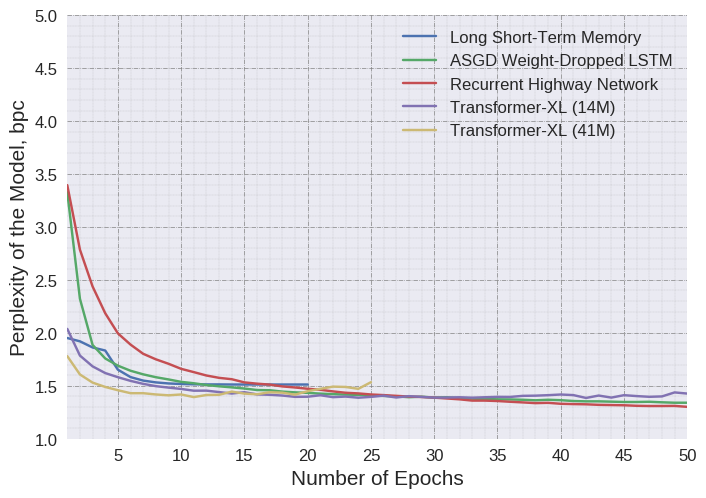 5.0
4.5
4.0
3.5
3.0
2.5
2.0
1.5
1.0
Perplexity of the Model, bpc
Long Short-Term Memory
ASGD Weight-Dropped LSTM
Recurrent Highway Network
Transformer-XL (14M)
Transformer-XL (41M)
5 10 15 20 25 30 35 40 45 50
Number of Epochs